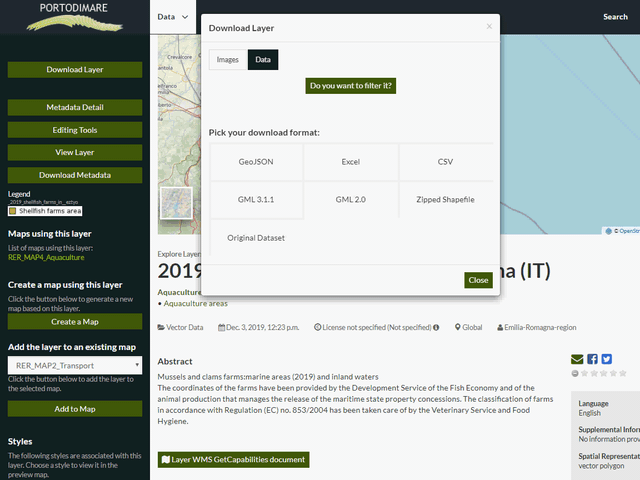 PORTODIMARE
Data
Search
Download Layer
Metadata Detail
Editing Tools
View Layer
Download Metadata
Legend
Shellfish farms area
Maps using this layer
List of maps using this layer:
RER_MAP4_Aquaculture
Create a map using this layer
Click the button below to generate a new
map based on this layer.
Create a Map
Add the layer to an existing map
RER_MAP2_Transport
Click the button below to add the layer to
the selected map.
Add to Map
Styles
The following styles are associated with this
layer. Choose a style to view it in the
preview map.
Download Layer
×
Images
Data
Do you want to filter it?
Pick your download format:
GeoJSON
Excel
CSV
GML 3.1.1
GML 2.0
Zipped Shapefile
Original Dataset
Close
Crevalcore
© OpenStr
Explore Layers
2019
na (IT)
Aquaculture
• Aquaculture areas
Vector Data
Dec. 3, 2019, 12:23 p.m.
License not specified (Not specified)
Global
Emilia-Romagna-region
Abstract
Mussels and clams farms:marine areas (2019) and inland waters
The coordinates of the farms have been provided by the Development Service of the Fish Economy and of the
animal production that manages the release of the maritime state property concessions. The classification of farms
in accordance with Regulation (EC) no. 853/2004 has been taken care of by the Veterinary Service and Food
Hygiene.
Layer WMS GetCapabilities document
Language
English
Supplemental Infor
No information prov
Spatial Representat
vector polygon